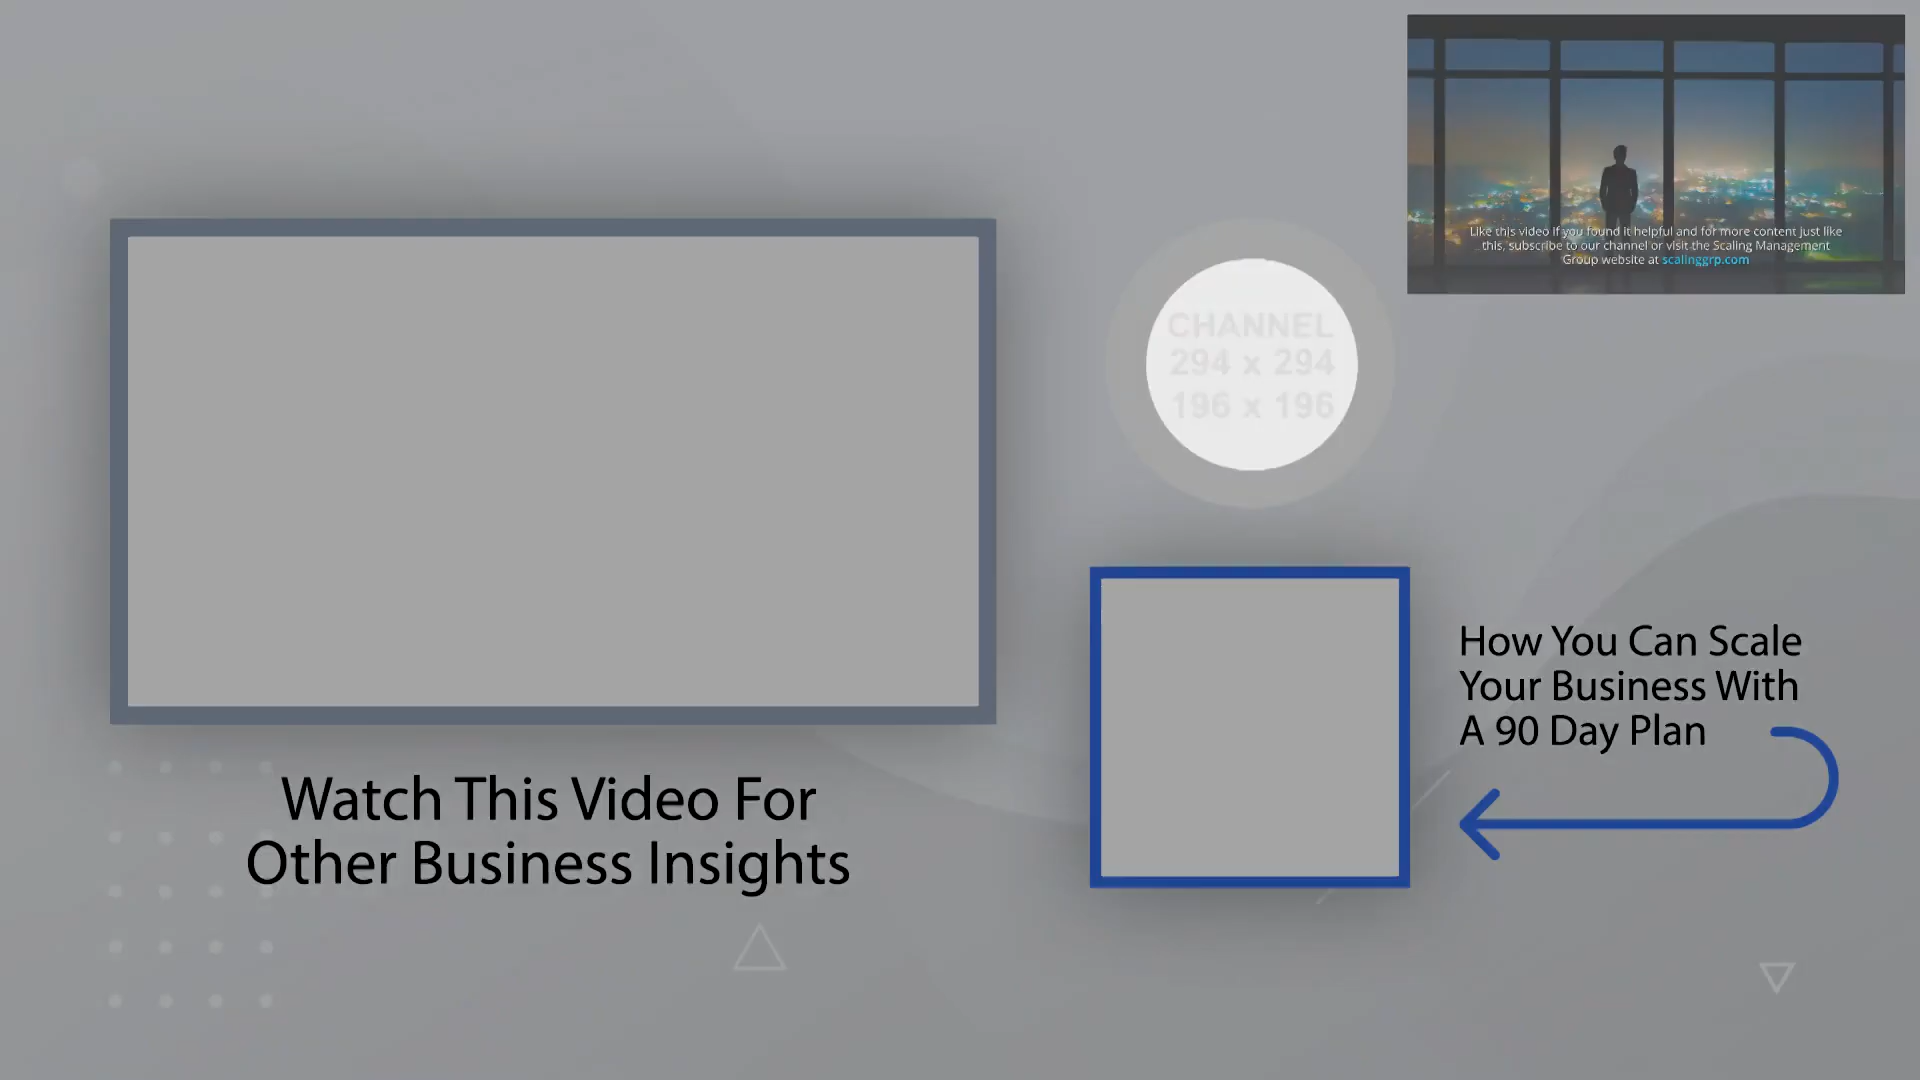 Like this video if you found it helpful and for more content just like
this, subscribe to our channel or visit the Scaling Management
Group website at scalinggrp.com
CHANNEL
294 x 294
196 x 196
How You Can Scale
Your Business With
A 90 Day Plan
Watch This Video For
Other Business Insights